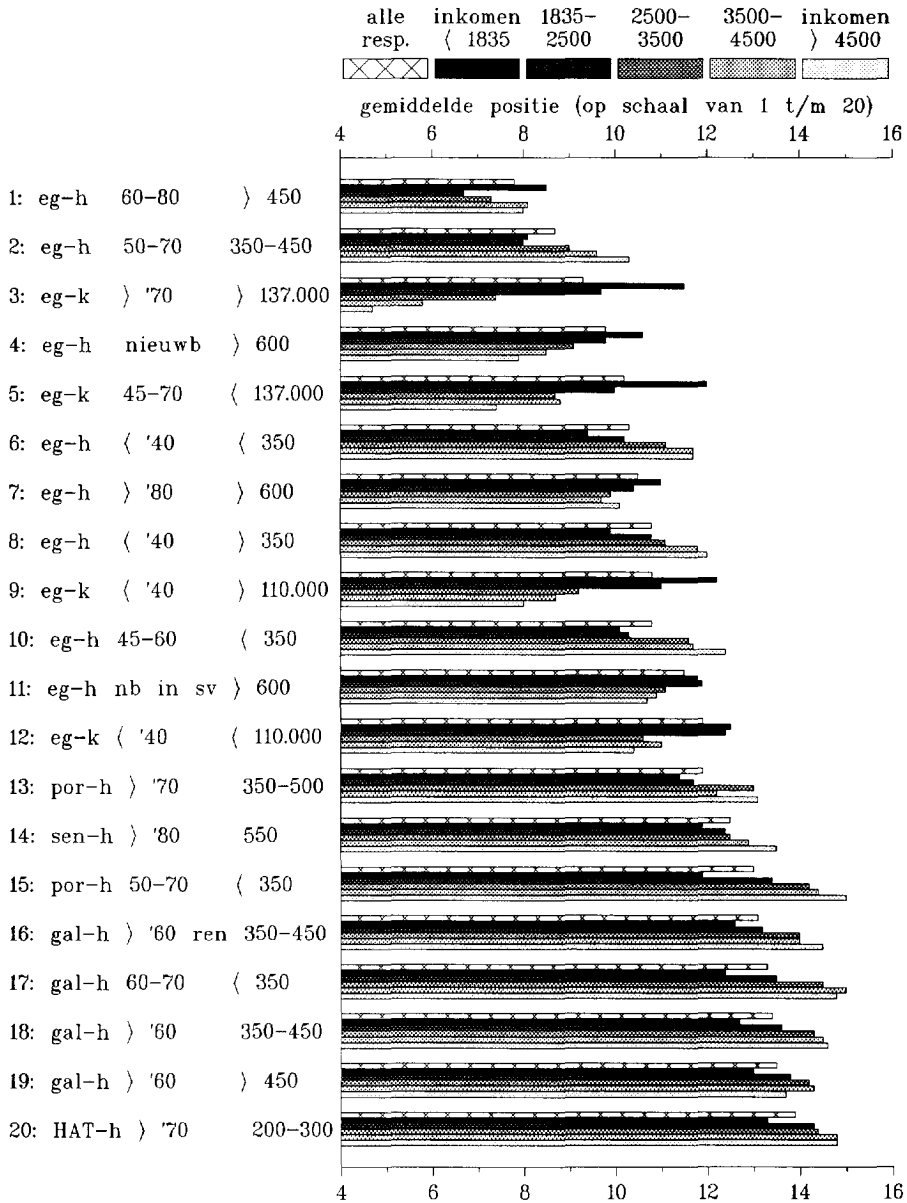 alle inkomen 1835- 2500- 3500- inkomen
resp. ⟨ 1835 2500 3500 4500 ⟩ 4500
gemiddelde positie (op schaal van 1 t/m 20)
4 6 8 10 12 14 16
1: eg-h 60-80 ⟩ 450
2: eg-h 50-70 350-450
3: eg-k ⟩ '70 ⟩ 137.000
4: eg-h nieuwb ⟩ 600
5: eg-k 45-70 ⟨ 137.000
6: eg-h ⟨ '40 ⟨ 350
7: eg-h ⟩ '80 ⟩ 600
8: eg-h ⟨ '40 ⟩ 350
9: eg-k ⟨ '40 ⟩ 110.000
10: eg-h 45-60 ⟨ 350
11: eg-h nb in sv ⟩ 600
12: eg-k ⟨ '40 ⟨ 110.000
13: por-h ⟩ '70 350-500
14: sen-h ⟩ '80 550
15: por-h 50-70 ⟨ 350
16: gal-h ⟩ '60 ren 350-450
17: gal-h 60-70 ⟨ 350
18: gal-h ⟩ '60 350-450
19: gal-h ⟩ '60 ⟩ 450
20: HAT-h ⟩ '70 200-300
4 6 8 10 12 14 16